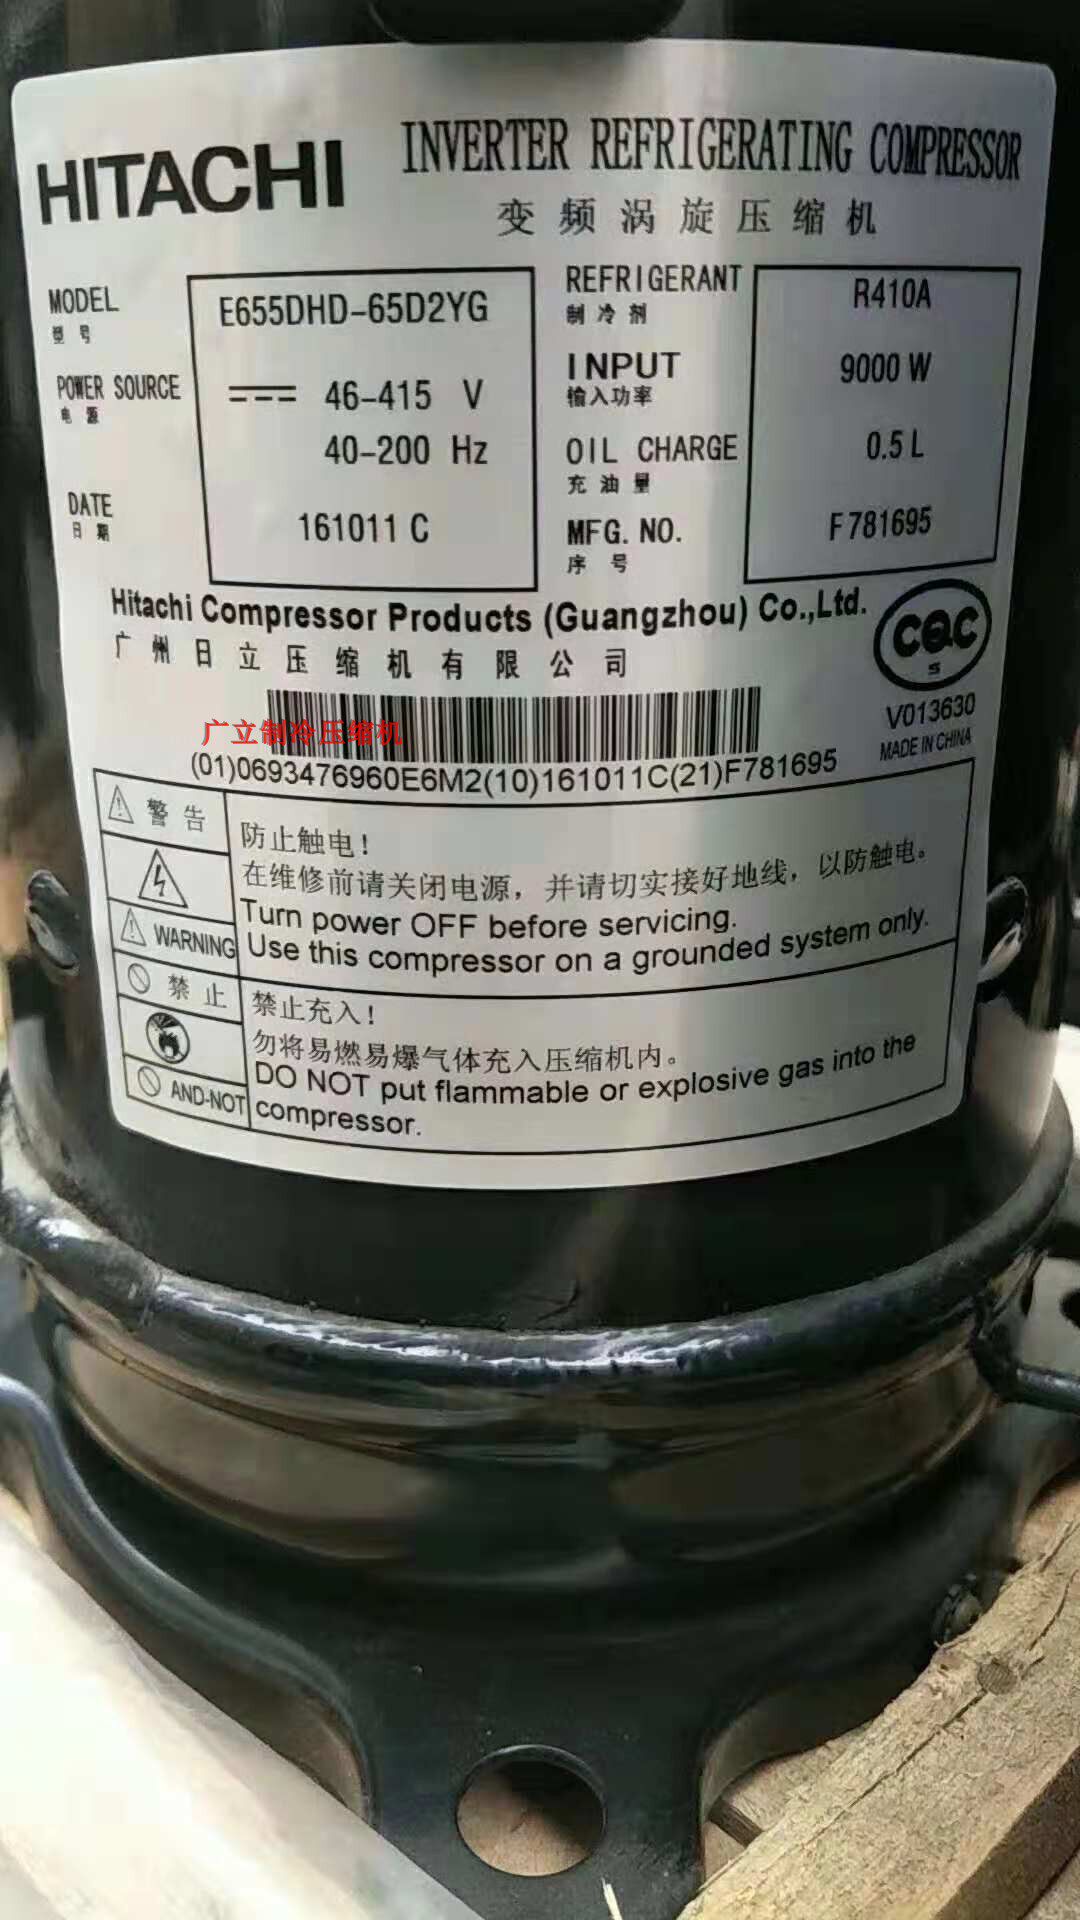 HITACHI
INVERTER REFRIGERATING COMPRESSOR
变频涡旋压缩机
MODEL
型号
E655DHD-65D2YG
POWER SOURCE
电源
46-415 V
40-200 Hz
DATE
日期
161011 C
REFRIGERANT
制冷剂
R410A
INPUT
输入功率
9000 W
OIL CHARGE
充油量
0.5 L
MFG. NO.
序号
F781695
Hitachi Compressor Products (Guangzhou) Co.,Ltd.
广州日立压缩机有限公司
CQC
S
V013630
MADE IN CHINA
广立制冷压缩机
(01)0693476960E6M2(10)161011C(21)F781695
警告
WARNING
防止触电！
在维修前请关闭电源，并请切实接好地线，以防触电。
Turn power OFF before servicing.
Use this compressor on a grounded system only.
禁止
AND-NOT
禁止充入！
勿将易燃易爆气体充入压缩机内。
DO NOT put flammable or explosive gas into the
compressor.